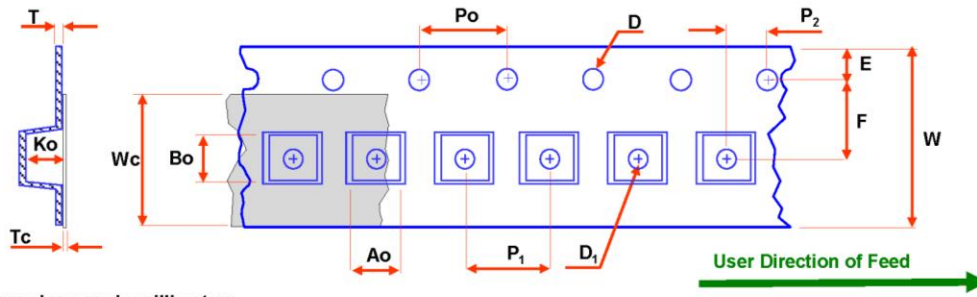 T
Po
D
P2
E
F
W
Ko
Wc
Bo
Tc
Ao
P1
D1
User Direction of Feed